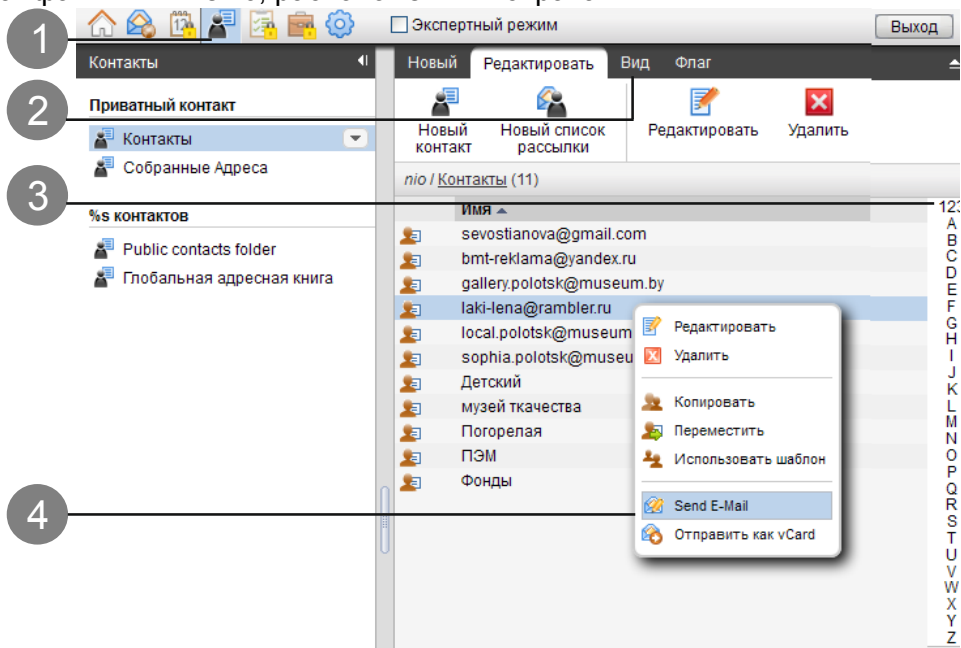 1
Экспертный режим
Выход
Контакты
Новый
Редактировать
Вид
Флаг
2
Приватный контакт
Контакты
Собранные Адреса
Новый контакт
Новый список рассылки
Редактировать
Удалить
nio / Контакты (11)
3
%s контактов
Public contacts folder
Глобальная адресная книга
Имя
sevostianova@gmail.com
bmt-reklama@yandex.ru
gallery.polotsk@museum.by
laki-lena@rambler.ru
local.polotsk@museum
sophia.polotsk@museu
Детский
музей ткачества
Погорелая
ПЭМ
Фонды
Редактировать
Удалить
Копировать
Переместить
Использовать шаблон
4
Send E-Mail
Отправить как vCard
123
A
B
C
D
E
F
G
H
I
J
K
L
M
N
O
P
Q
R
S
T
U
V
W
X
Y
Z